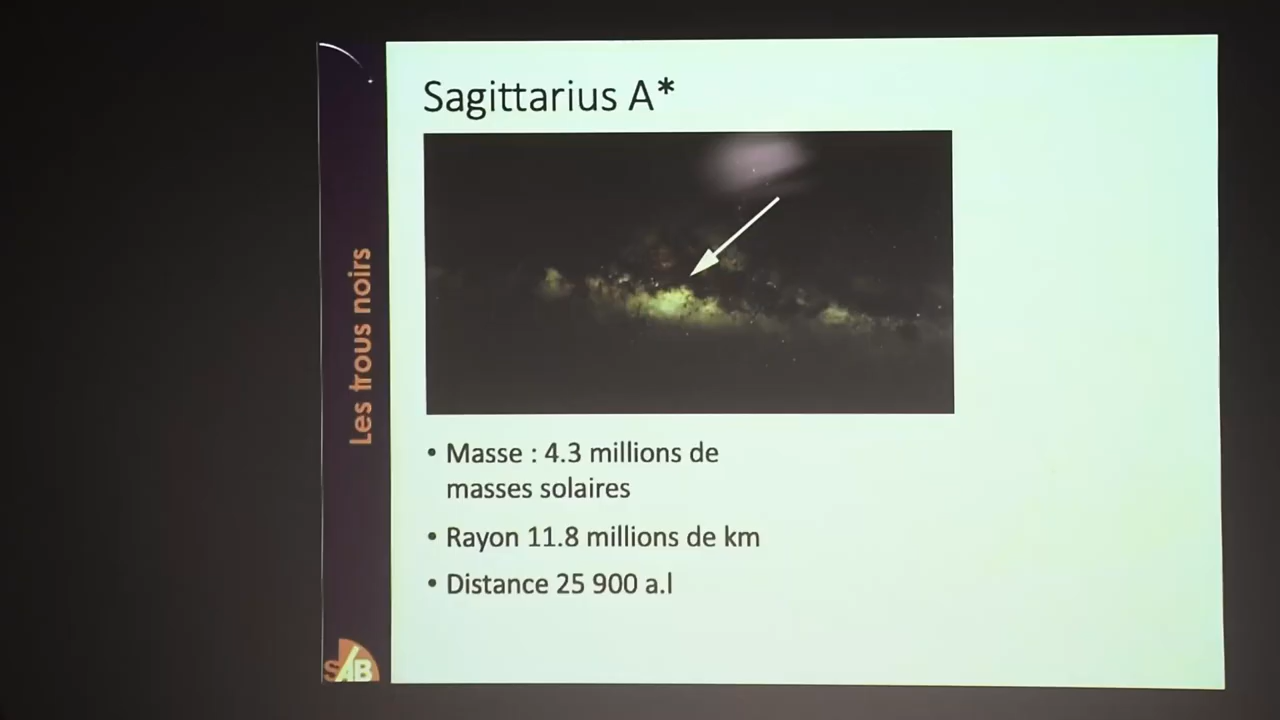 Sagittarius A*
Les trous noirs
• Masse : 4.3 millions de
masses solaires
• Rayon 11.8 millions de km
• Distance 25 900 a.l
SAB